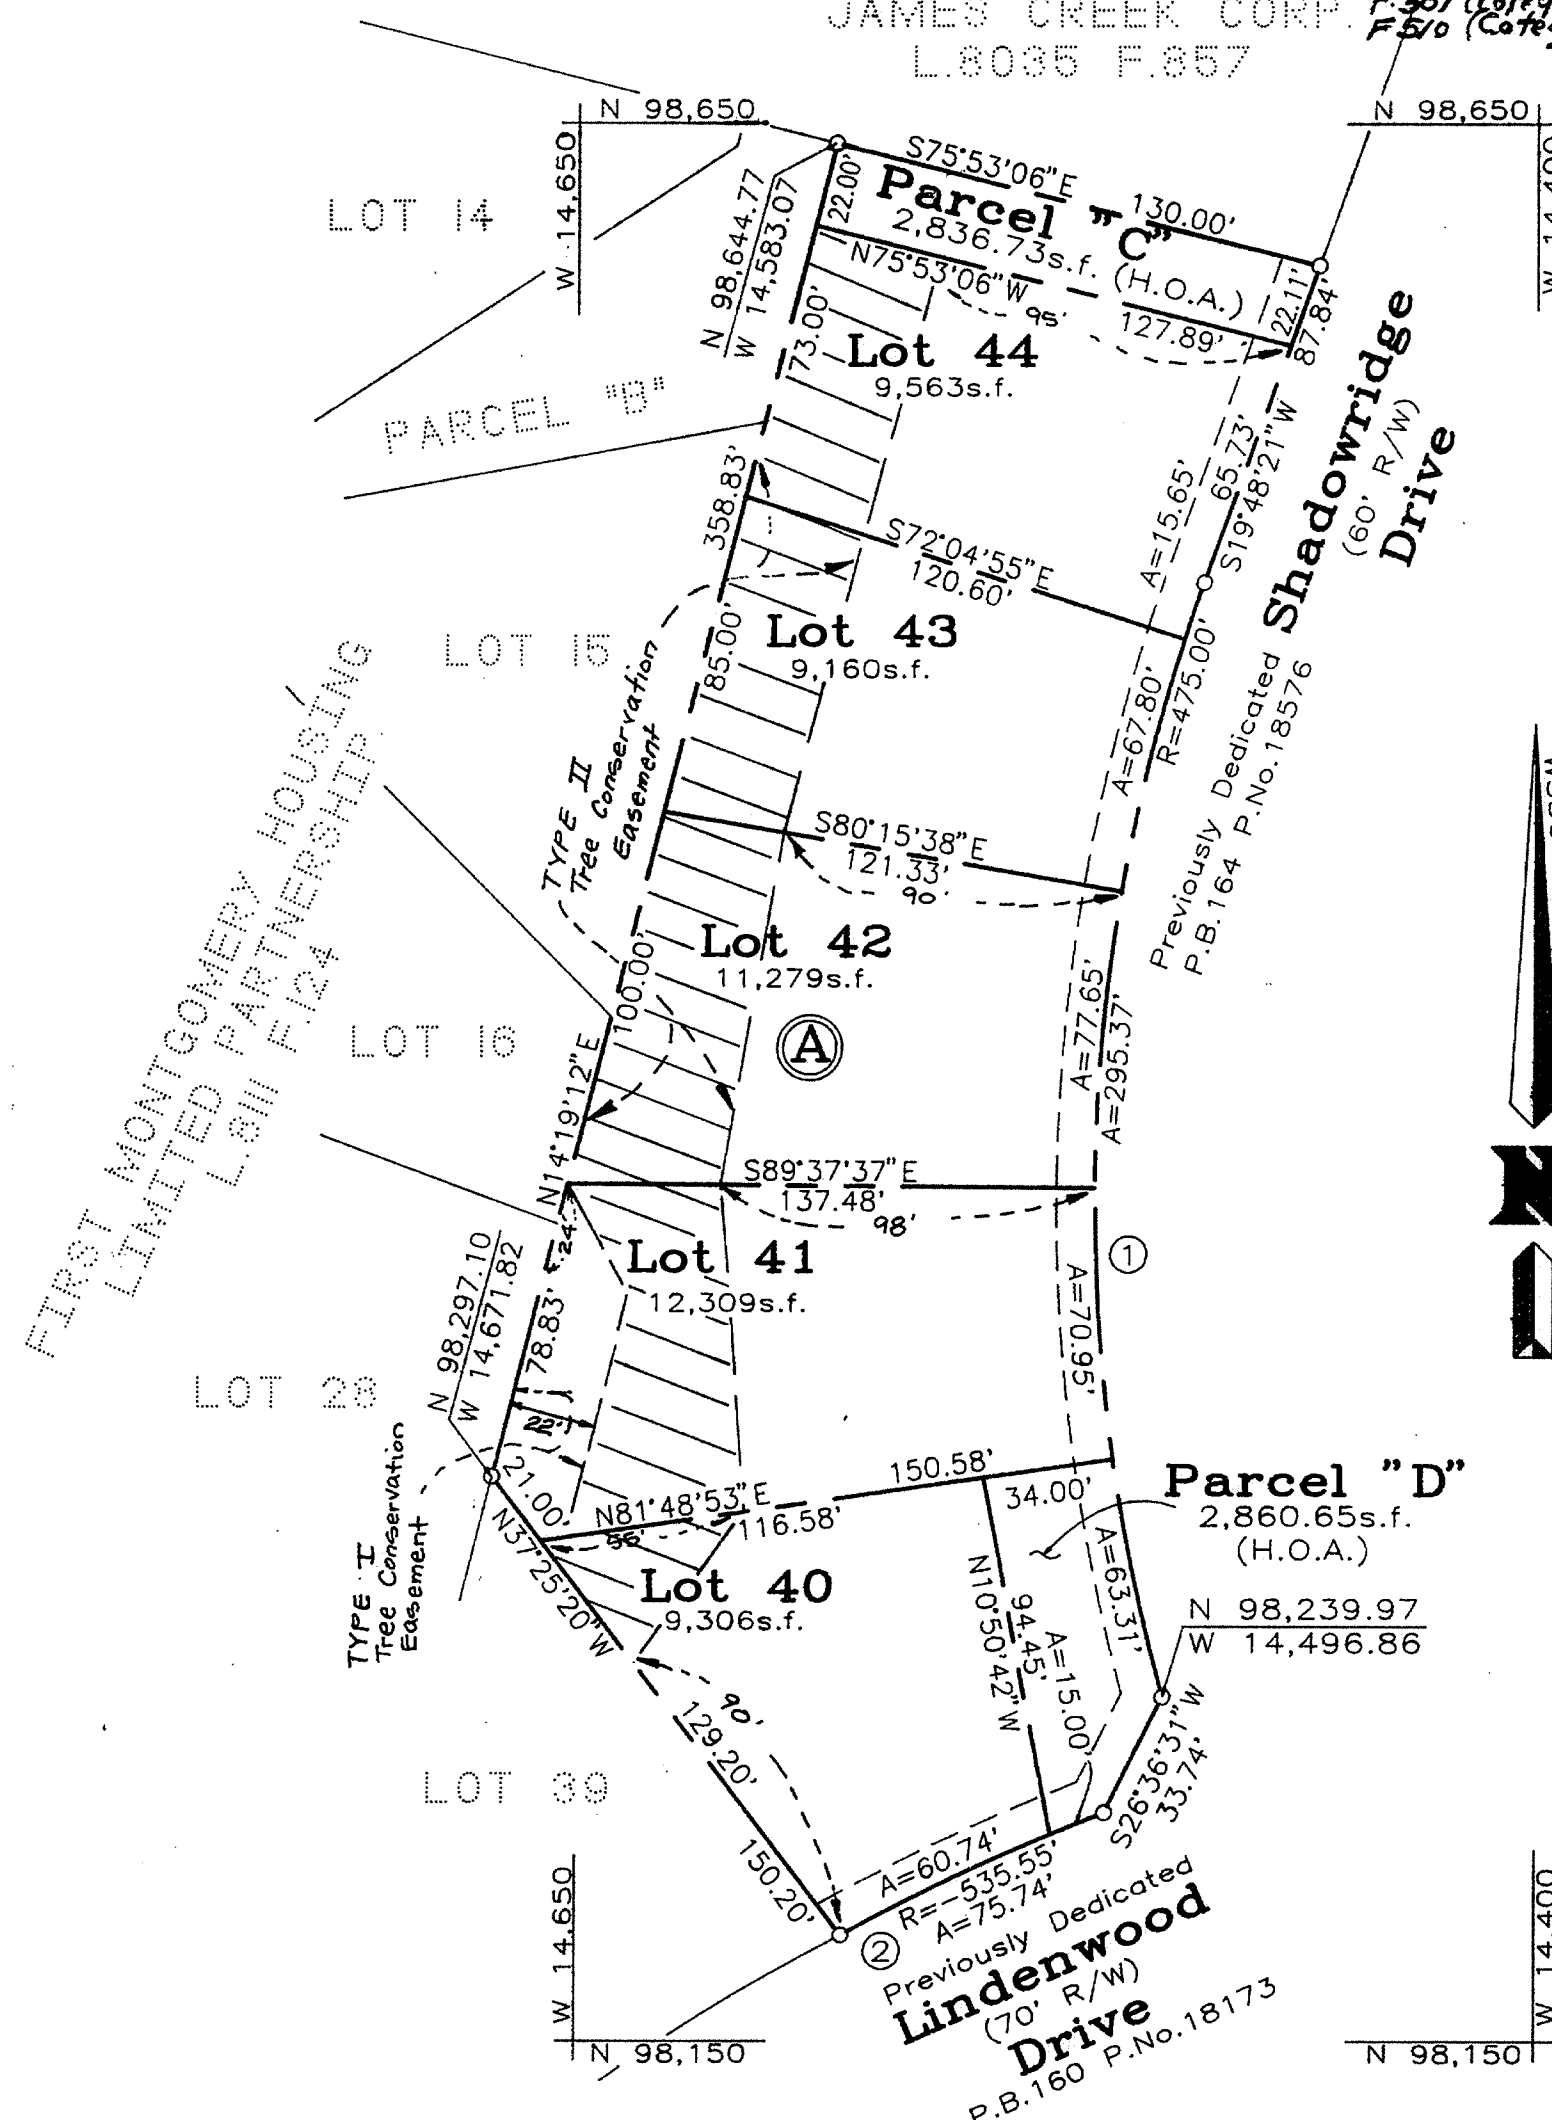 JAMES CREEK CORP.
L.8035 F.857
F510 (Cate
N 98,650
N 98,650
W 14,650
LOT 14
N 98,644.77
W 14,583.07
22.00'
S75°53'06"E
130.00'
Parcel "C"
2,836.73s.f.
(H.O.A.)
N75°53'06"W
127.89'
95'
22.11'
87.84'
73.00'
Lot 44
9,563s.f.
PARCEL "B"
Shadowridge
(60' R/W)
Drive
65.73'
S19°48'21"W
A=15.65'
358.83'
S72°04'55"E
120.60'
Lot 43
9,160s.f.
85.00'
LOT 15
TYPE II
Tree Conservation
Easement
A=67.80'
R=475.00'
Previously Dedicated
P.B.164 P.No.18576
FIRST MONTGOMERY HOUSING
LIMITED PARTNERSHIP
L.8111 F.124
S80°15'38"E
121.33'
90'
Lot 42
11,279s.f.
100.00'
A
A=77.65'
A=295.37'
LOT 16
N14°19'12"E
S89°37'37"E
137.48'
98'
24'
Lot 41
12,309s.f.
1
A=70.95'
N 98,297.10
W 14,671.82
78.83'
22'
LOT 28
TYPE I
Tree Conservation
Easement
21.00'
N81°48'53"E
116.58'
150.58'
34.00'
55'
Parcel "D"
2,860.65s.f.
(H.O.A.)
N37°25'20"W
Lot 40
9,306s.f.
N10°50'42"W
94.45'
A=15.00'
A=63.31'
N 98,239.97
W 14,496.86
90'
129.20'
150.20'
LOT 39
S26°36'31"W
33.74'
A=60.74'
R=-535.55'
A=75.74'
2
Previously Dedicated
Lindenwood
(70' R/W)
Drive
P.B.160 P.No.18173
W 14,650
N 98,150
W 14,400
N 98,150